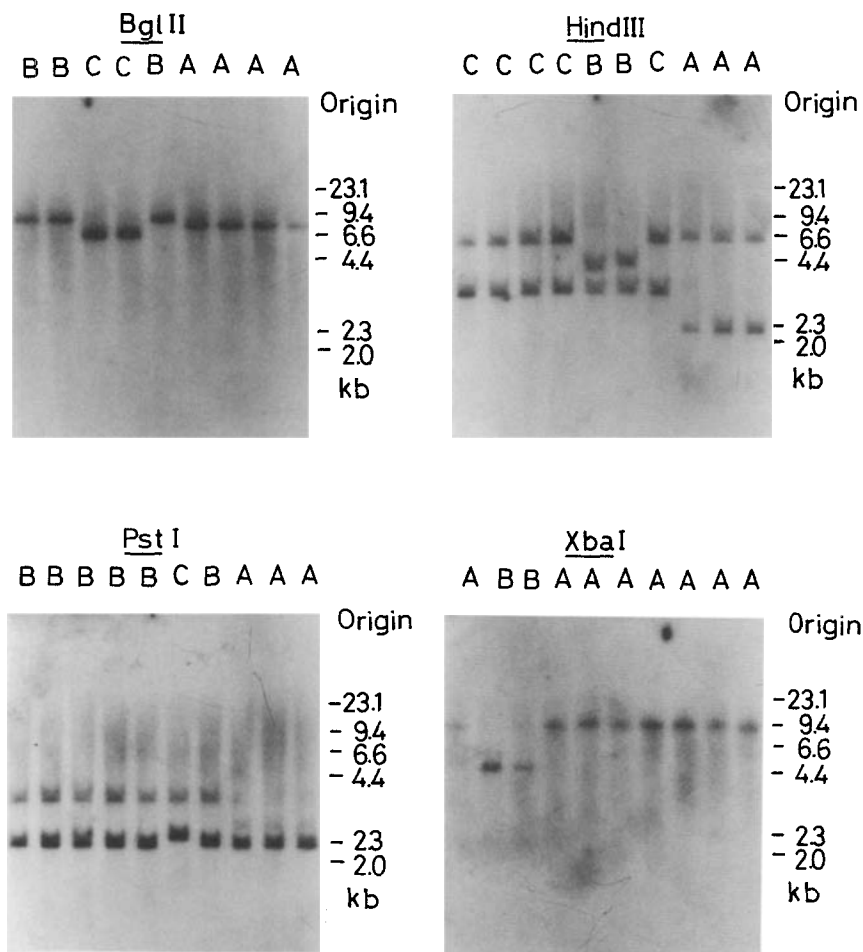 Bgl II
B B C C B A A A A
Origin
-23.1
- 9.4
- 6.6
- 4.4
- 2.3
- 2.0
kb
HindIII
C C C C B B C A A A
Origin
-23.1
- 9.4
- 6.6
- 4.4
- 2.3
- 2.0
kb
Pst I
B B B B B C B A A A
Origin
-23.1
- 9.4
- 6.6
- 4.4
- 2.3
- 2.0
kb
XbaI
A B B A A A A A A A
Origin
-23.1
- 9.4
- 6.6
- 4.4
- 2.3
- 2.0
kb